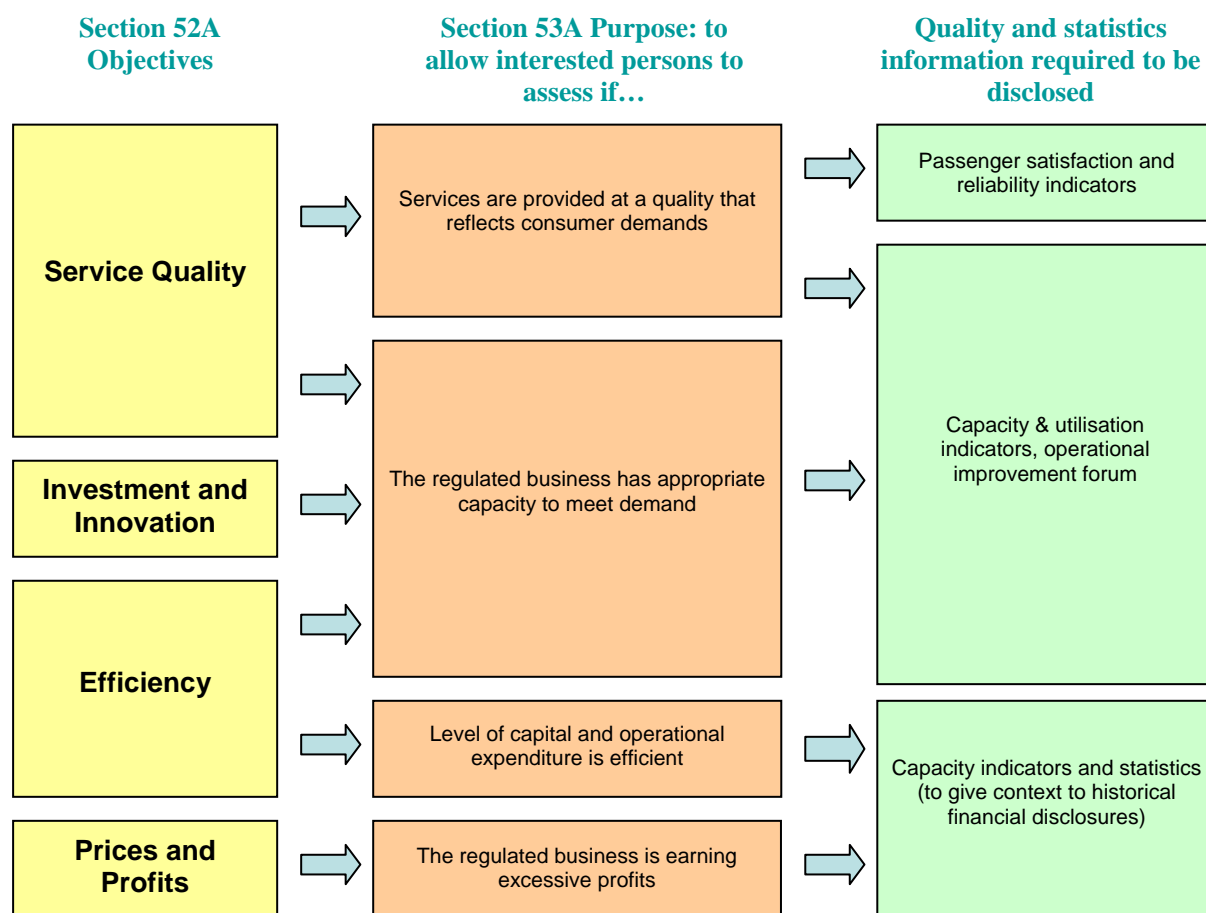 Section 52A
Objectives
Section 53A Purpose: to
allow interested persons to
assess if…
Quality and statistics
information required to be
disclosed
Service Quality
Investment and
Innovation
Efficiency
Prices and
Profits
Services are provided at a quality that
reflects consumer demands
The regulated business has appropriate
capacity to meet demand
Level of capital and operational
expenditure is efficient
The regulated business is earning
excessive profits
Passenger satisfaction and
reliability indicators
Capacity & utilisation
indicators, operational
improvement forum
Capacity indicators and statistics
(to give context to historical
financial disclosures)